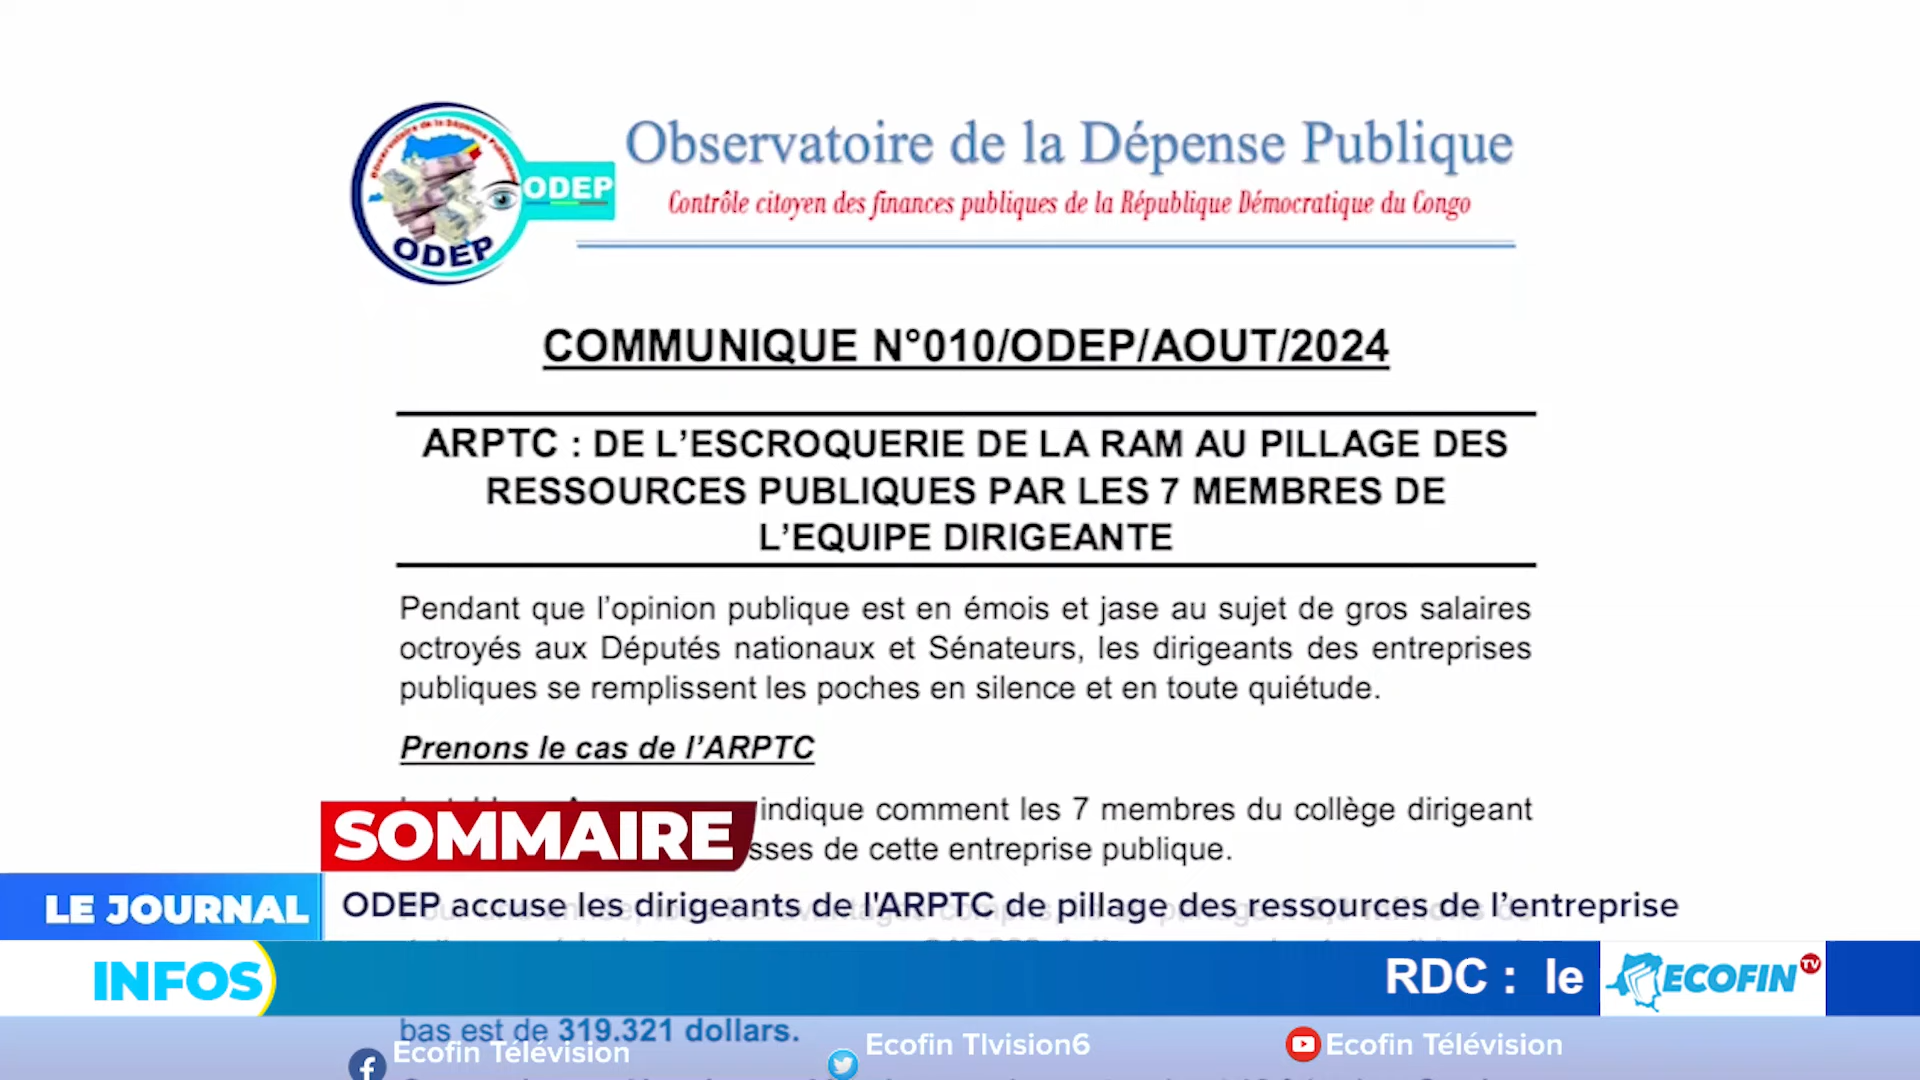 Observatoire de la Dépense Publique
ODEP
Observatoire de la Dépense Publique
Contrôle citoyen des finances publiques de la République Démocratique du Congo
ODEP
COMMUNIQUE N°010/ODEP/AOUT/2024
ARPTC : DE L’ESCROQUERIE DE LA RAM AU PILLAGE DES
RESSOURCES PUBLIQUES PAR LES 7 MEMBRES DE
L’EQUIPE DIRIGEANTE
Pendant que l’opinion publique est en émois et jase au sujet de gros salaires
octroyés aux Députés nationaux et Sénateurs, les dirigeants des entreprises
publiques se remplissent les poches en silence et en toute quiétude.
Prenons le cas de l’ARPTC
indique comment les 7 membres du collège dirigeant
SOMMAIRE
sses de cette entreprise publique.
LE JOURNAL
ODEP accuse les dirigeants de l'ARPTC de pillage des ressources de l’entreprise
INFOS
RDC : le
ECOFIN TV
bas est de 319.321 dollars.
Ecofin Télévision
Ecofin Tlvision6
Ecofin Télévision